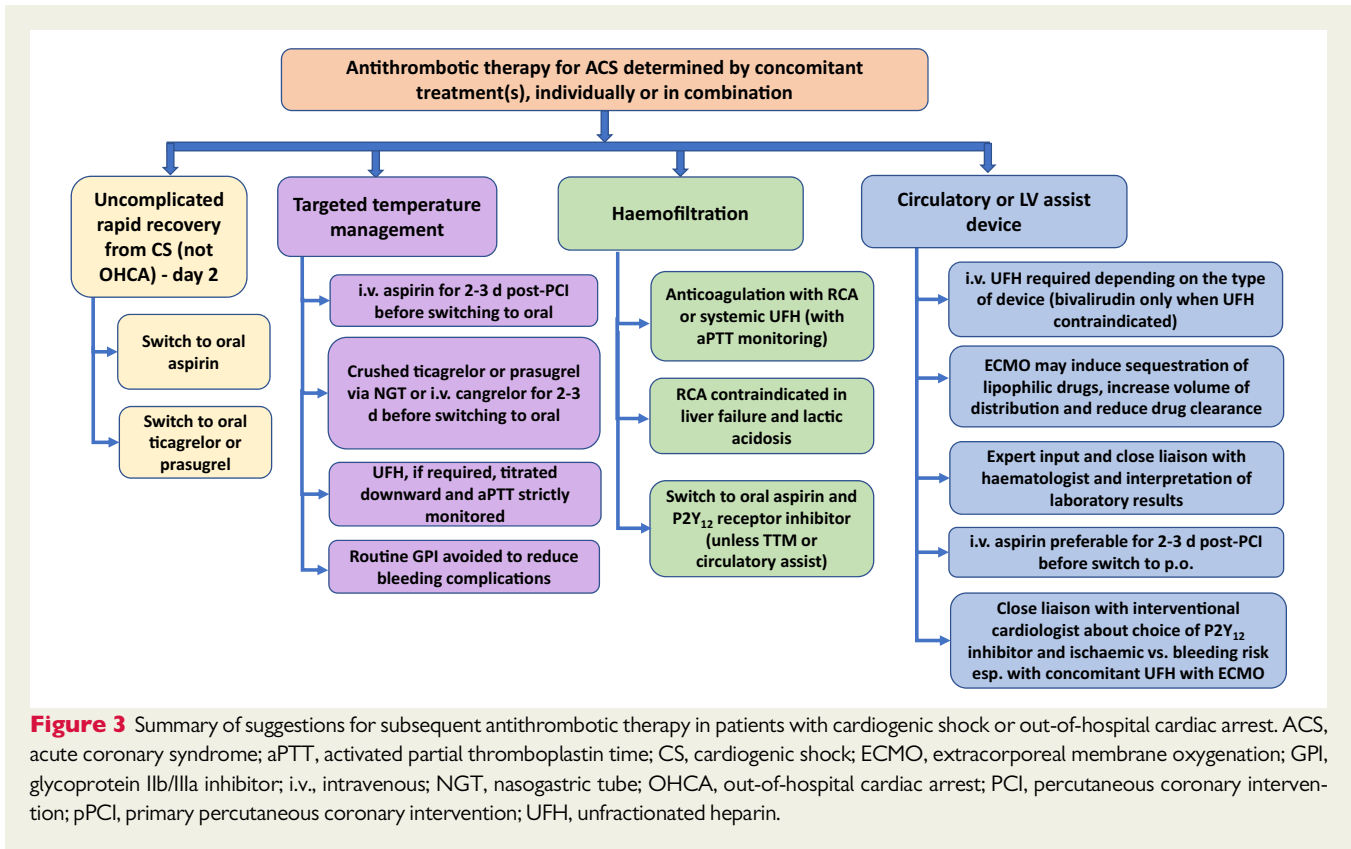 Antithrombotic therapy for ACS determined by concomitant
treatment(s), individually or in combination
Uncomplicated
rapid recovery
from CS (not
OHCA) - day 2
Switch to oral
aspirin
Switch to oral
ticagrelor or
prasugrel
Targeted temperature
management
i.v. aspirin for 2-3 d post-PCI
before switching to oral
Crushed ticagrelor or prasugrel
via NGT or i.v. cangrelor for 2-3
d before switching to oral
UFH, if required, titrated
downward and aPTT strictly
monitored
Routine GPI avoided to reduce
bleeding complications
Haemofiltration
Anticoagulation with RCA
or systemic UFH (with
aPTT monitoring)
RCA contraindicated in
liver failure and lactic
acidosis
Switch to oral aspirin and
P2Y₁₂ receptor inhibitor
(unless TTM or
circulatory assist)
Circulatory or LV assist
device
i.v. UFH required depending on the type
of device (bivalirudin only when UFH
contraindicated)
ECMO may induce sequestration of
lipophilic drugs, increase volume of
distribution and reduce drug clearance
Expert input and close liaison with
haematologist and interpretation of
laboratory results
i.v. aspirin preferable for 2-3 d post-PCI
before switch to p.o.
Close liaison with interventional
cardiologist about choice of P2Y₁₂
inhibitor and ischaemic vs. bleeding risk
esp. with concomitant UFH with ECMO
Figure 3 Summary of suggestions for subsequent antithrombotic therapy in patients with cardiogenic shock or out-of-hospital cardiac arrest. ACS,
acute coronary syndrome; aPTT, activated partial thromboplastin time; CS, cardiogenic shock; ECMO, extracorporeal membrane oxygenation; GPI,
glycoprotein IIb/IIIa inhibitor; i.v., intravenous; NGT, nasogastric tube; OHCA, out-of-hospital cardiac arrest; PCI, percutaneous coronary interven-
tion; pPCI, primary percutaneous coronary intervention; UFH, unfractionated heparin.